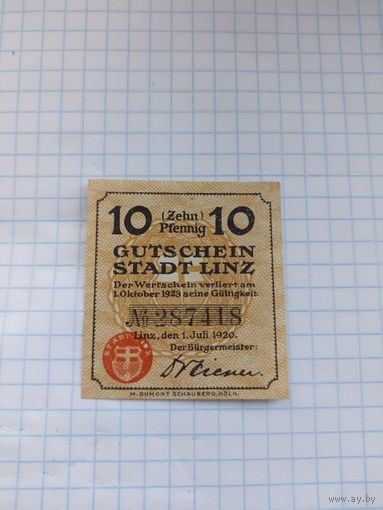 10 (Zehn) Pfennig 10
GUTSCHEIN
STADT LINZ
Der Wertschein verliert am
1.Oktober 1923 seine Gültigkeit.
№ 287418
Linz, den 1. Juli 1920.
Der Bürgermeister:
M. DUMONT SCHAUBERG, KÖLN.
www.ay.by